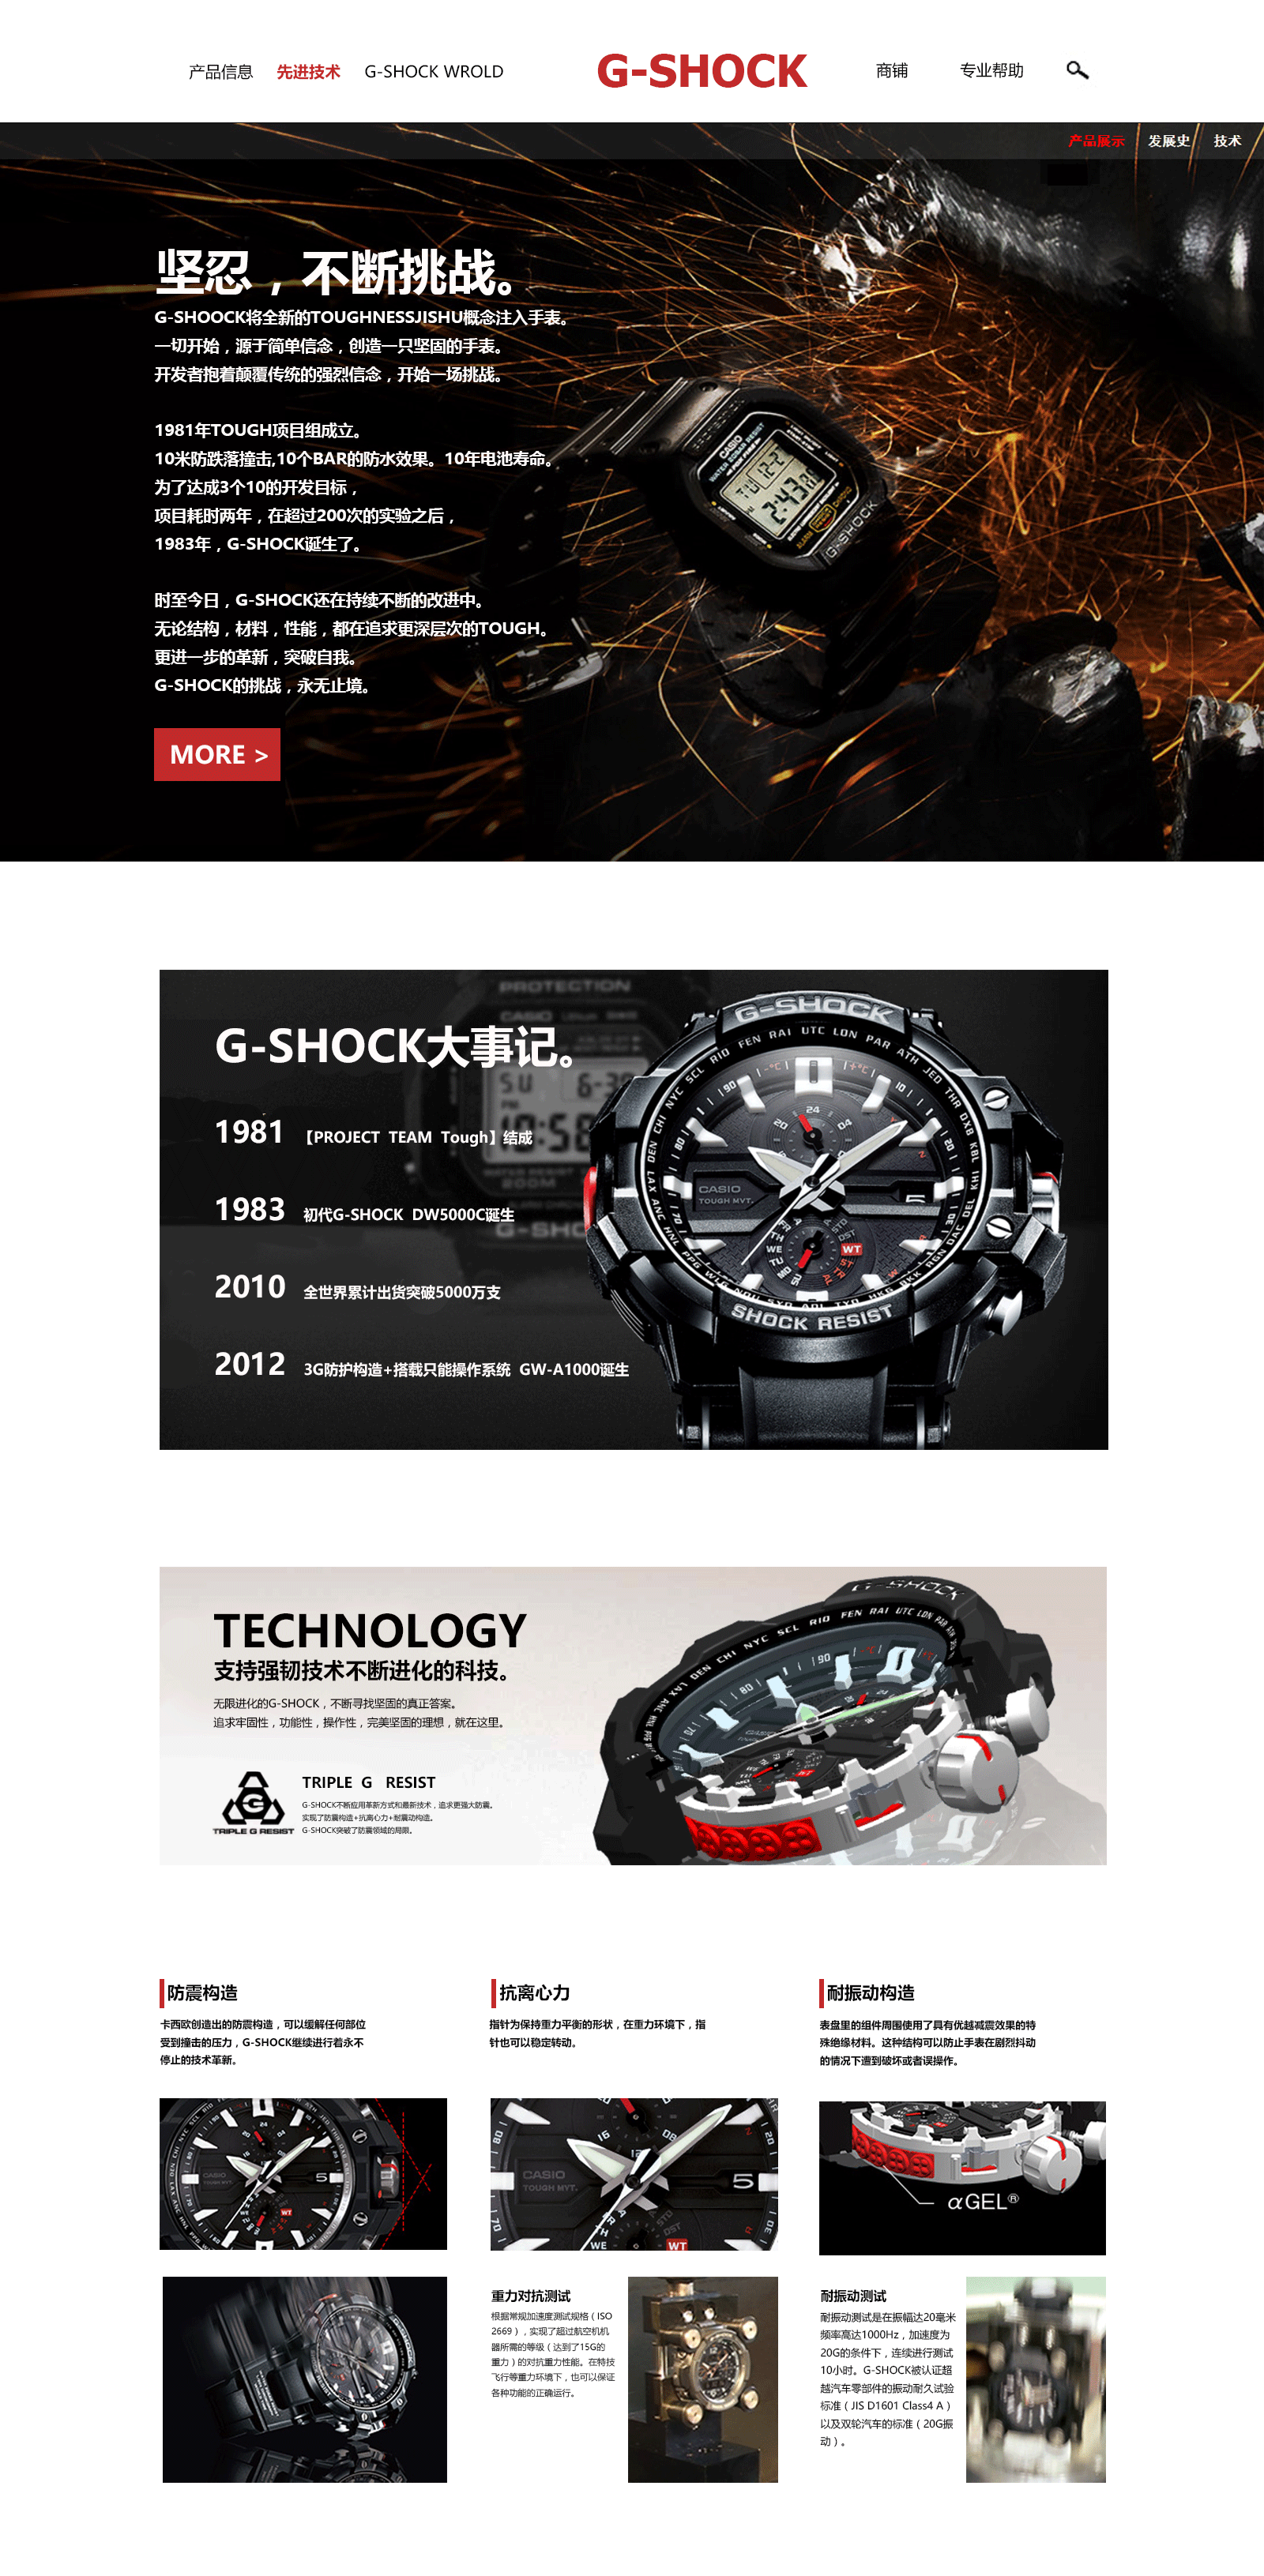 产品信息 先进技术 G-SHOCK WROLD G-SHOCK 商铺 专业帮助
产品展示 发展史 技术
坚忍，不断挑战。
G-SHOOCK将全新的TOUGHNESSJISHU概念注入手表。
一切开始，源于简单信念，创造一只坚固的手表。
开发者抱着颠覆传统的强烈信念，开始一场挑战。
1981年TOUGH项目组成立。
10米防跌落撞击,10个BAR的防水效果。10年电池寿命。
为了达成3个10的开发目标，
项目耗时两年，在超过200次的实验之后，
1983年，G-SHOCK诞生了。
时至今日，G-SHOCK还在持续不断的改进中。
无论结构，材料，性能，都在追求更深层次的TOUGH。
更进一步的革新，突破自我。
G-SHOCK的挑战，永无止境。
MORE >
CASIO
WATER RESIST
G-SHOCK
PROTECTION
CASIO
G-SHOCK大事记。
1981 【PROJECT TEAM Tough】结成
1983 初代G-SHOCK DW5000C诞生
2010 全世界累计出货突破5000万支
2012 3G防护构造+搭载只能操作系统 GW-A1000诞生
G-SHOCK
CASIO
TOUGH MVT.
WT
SHOCK RESIST
TECHNOLOGY
支持强韧技术不断进化的科技。
无限进化的G-SHOCK，不断寻找坚固的真正答案。
追求牢固性，功能性，操作性，完美坚固的理想，就在这里。
TRIPLE G RESIST
G-SHOCK不断应用革新方式和最新技术，追求更强大防震。
实现了防震构造+抗离心力+耐震动构造。
G-SHOCK突破了防震领域的局限。
TRIPLE G RESIST
G-SHOCK
防震构造
卡西欧创造出的防震构造，可以缓解任何部位
受到撞击的压力，G-SHOCK继续进行着永不
停止的技术革新。
抗离心力
指针为保持重力平衡的形状，在重力环境下，指
针也可以稳定转动。
耐振动构造
表盘里的组件周围使用了具有优越减震效果的特
殊绝缘材料。这种结构可以防止手表在剧烈抖动
的情况下遭到破坏或者误操作。
CASIO
TOUGH MVT.
5
WT
αGEL®
重力对抗测试
根据常规加速度测试规格（ISO
2669），实现了超过航空机机
器所需的等级（达到了15G的
重力）的对抗重力性能。在特技
飞行等重力环境下，也可以保证
各种功能的正确运行。
耐振动测试
耐振动测试是在振幅达20毫米
频率高达1000Hz，加速度为
20G的条件下，连续进行测试
10小时。G-SHOCK被认证超
越汽车零部件的振动耐久试验
标准（JIS D1601 Class4 A）
以及双轮汽车的标准（20G振
动）。